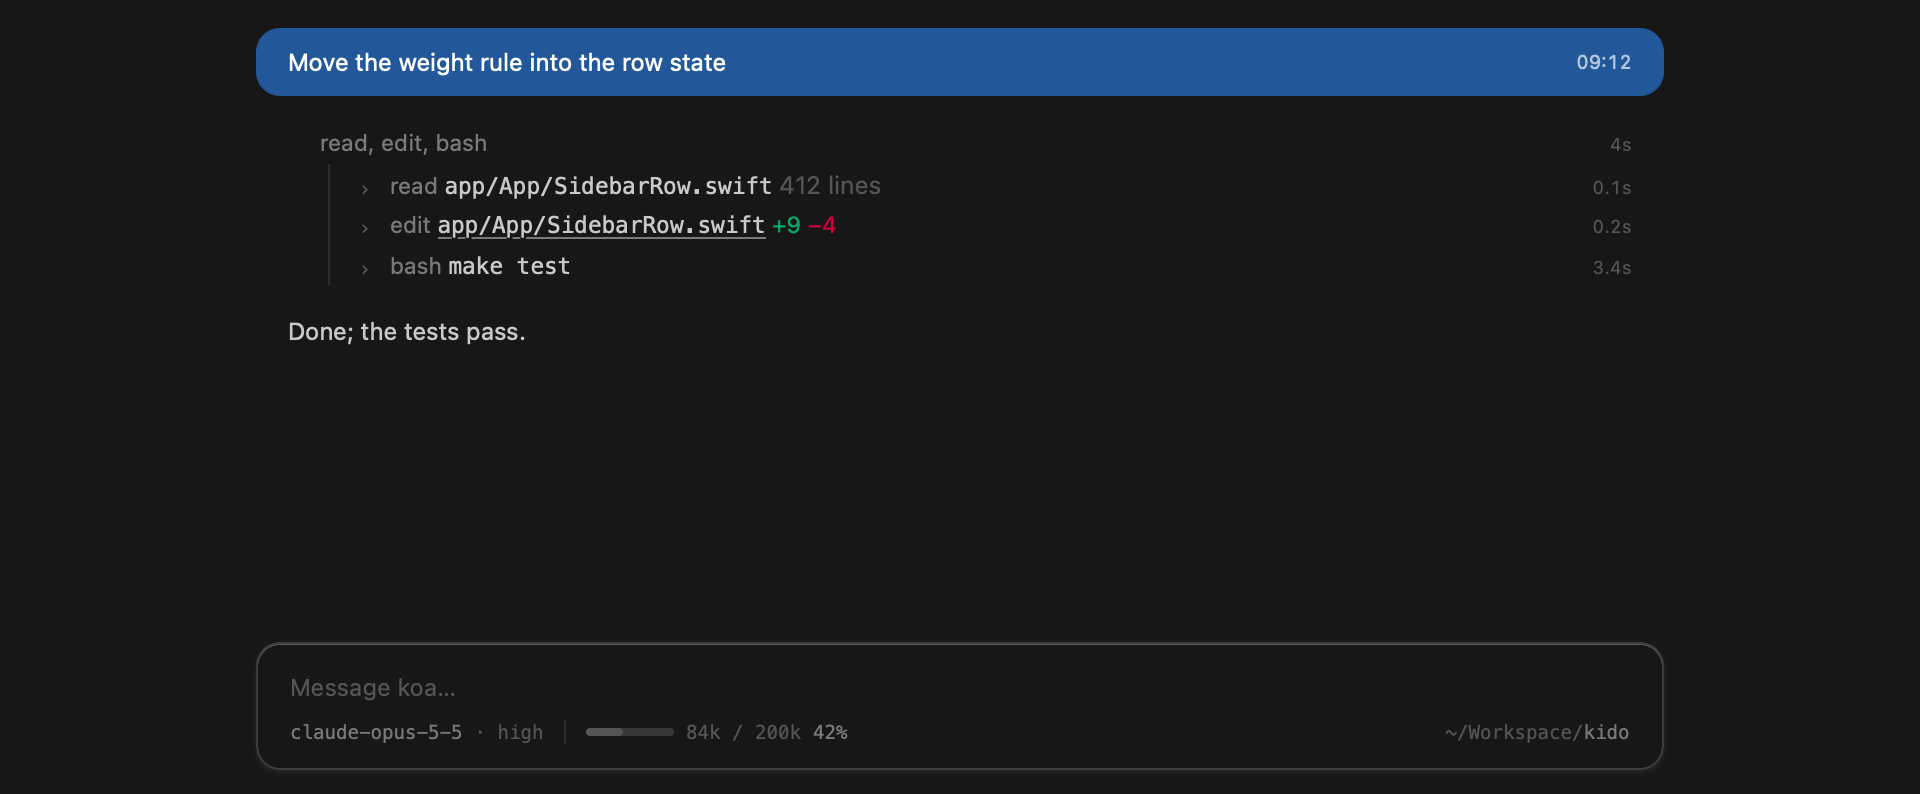 Move the weight rule into the row state 09:12
read, edit, bash 4s
› read app/App/SidebarRow.swift 412 lines 0.1s
› edit app/App/SidebarRow.swift +9 −4 0.2s
› bash make test 3.4s
Done; the tests pass.
Message koa...
claude-opus-5-5 · high 84k / 200k 42% ~/Workspace/kido